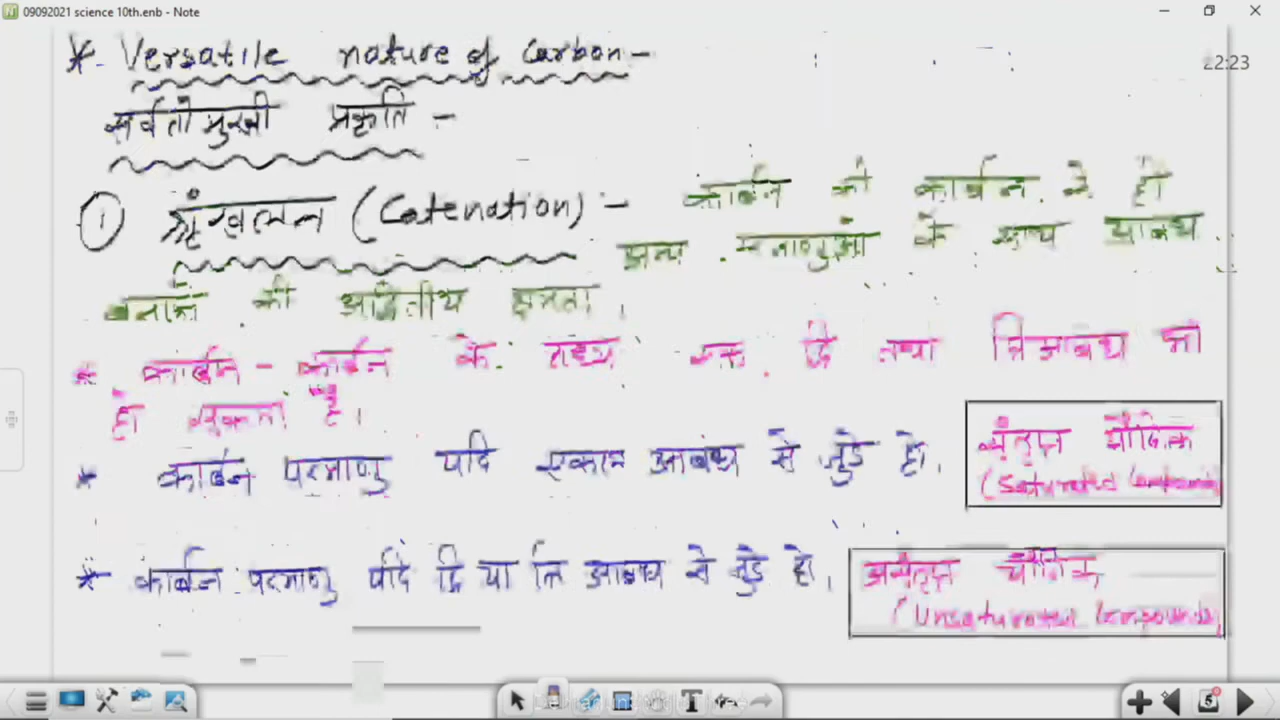 09092021 science 10th.enb - Note
22:23
* Versatile nature of Carbon -
सर्वतोमुखी प्रकृति -
① श्रृंखलन (Catenation) :- कार्बन की कार्बन के ही
अन्य परमाणुओं के साथ आबंध
बनाने की अद्वितीय क्षमता ।
* कार्बन - कार्बन के मध्य एक द्वि तथा त्रिआबंध भी
हो सकता है।
* कार्बन परमाणु यदि एकल आबंध से जुड़े हो।
संतृप्त यौगिक
(Saturated Compounds)
* कार्बन परमाणु यदि द्वि या त्रि आबंध से जुड़े हो।
असंतृप्त यौगिक
(Unsaturated Compounds)